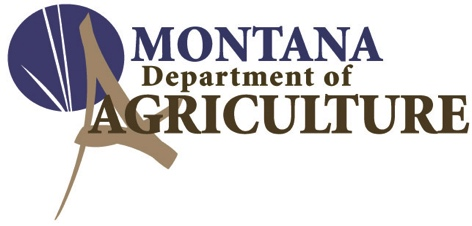 MONTANA
Department of
AGRICULTURE